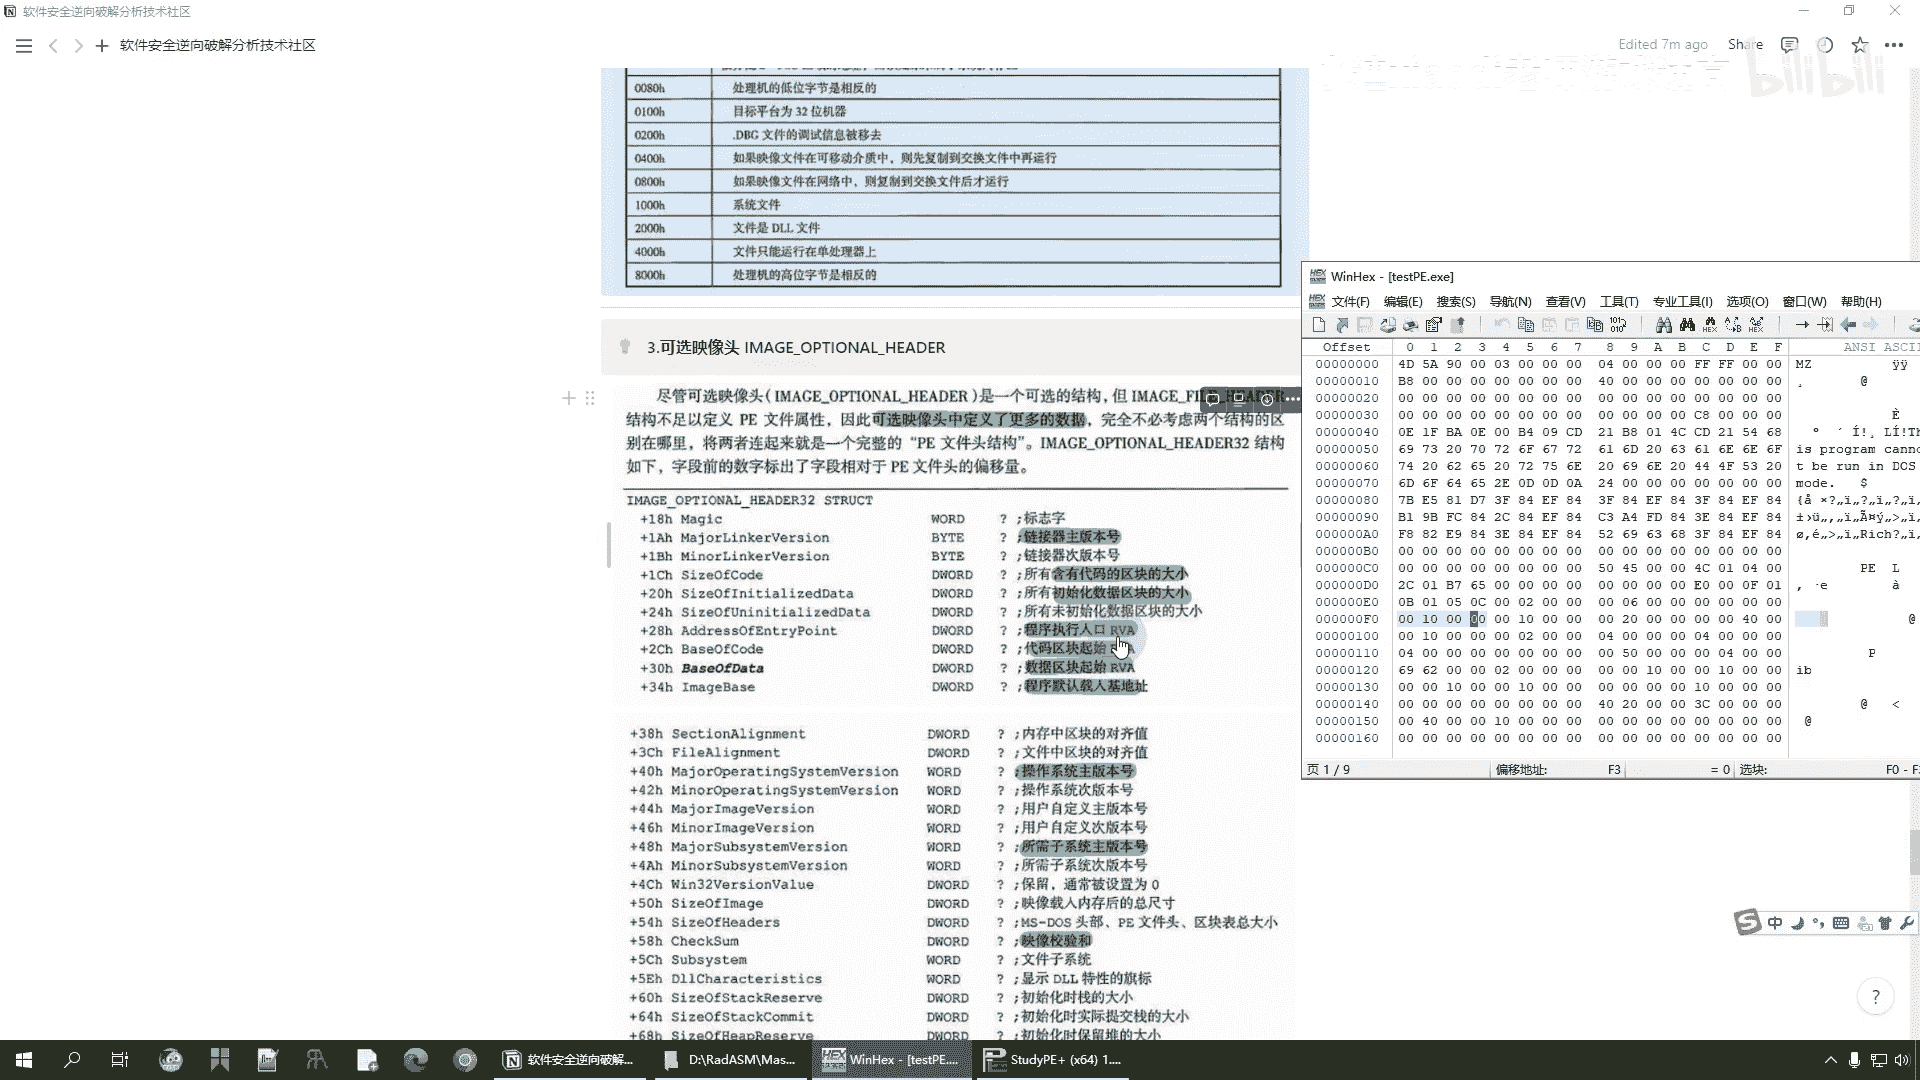 软件安全逆向破解分析技术社区
软件安全逆向破解分析技术社区
Edited 7m ago
Share
bilibili
0080h 处理机的低位字节是相反的
0100h 目标平台为 32 位机器
0200h .DBG 文件的调试信息被移去
0400h 如果映像文件在可移动介质中，则先复制到交换文件中再运行
0800h 如果映像文件在网络中，则复制到交换文件后才运行
1000h 系统文件
2000h 文件是 DLL 文件
4000h 文件只能运行在单处理器上
8000h 处理机的高位字节是相反的
3.可选映像头 IMAGE_OPTIONAL_HEADER
尽管可选映像头（IMAGE_OPTIONAL_HEADER）是一个可选的结构，但 IMAGE_FILE_HEADER
结构不足以定义 PE 文件属性，因此可选映像头中定义了更多的数据，完全不必考虑两个结构的区
别在哪里，将两者连起来就是一个完整的“PE 文件头结构”。IMAGE_OPTIONAL_HEADER32 结构
如下，字段前的数字标出了字段相对于 PE 文件头的偏移量。
IMAGE_OPTIONAL_HEADER32 STRUCT
+18h Magic WORD ? ;标志字
+1Ah MajorLinkerVersion BYTE ? ;链接器主版本号
+1Bh MinorLinkerVersion BYTE ? ;链接器次版本号
+1Ch SizeOfCode DWORD ? ;所有含有代码的区块的大小
+20h SizeOfInitializedData DWORD ? ;所有初始化数据区块的大小
+24h SizeOfUninitializedData DWORD ? ;所有未初始化数据区块的大小
+28h AddressOfEntryPoint DWORD ? ;程序执行入口 RVA
+2Ch BaseOfCode DWORD ? ;代码区块起始 RVA
+30h BaseOfData DWORD ? ;数据区块起始 RVA
+34h ImageBase DWORD ? ;程序默认载入基地址
+38h SectionAlignment DWORD ? ;内存中区块的对齐值
+3Ch FileAlignment DWORD ? ;文件中区块的对齐值
+40h MajorOperatingSystemVersion WORD ? ;操作系统主版本号
+42h MinorOperatingSystemVersion WORD ? ;操作系统次版本号
+44h MajorImageVersion WORD ? ;用户自定义主版本号
+46h MinorImageVersion WORD ? ;用户自定义次版本号
+48h MajorSubsystemVersion WORD ? ;所需子系统主版本号
+4Ah MinorSubsystemVersion WORD ? ;所需子系统次版本号
+4Ch Win32VersionValue DWORD ? ;保留，通常被设置为 0
+50h SizeOfImage DWORD ? ;映像载入内存后的总尺寸
+54h SizeOfHeaders DWORD ? ;MS-DOS 头部、PE 文件头、区块表总大小
+58h CheckSum DWORD ? ;映像校验和
+5Ch Subsystem WORD ? ;文件子系统
+5Eh DllCharacteristics WORD ? ;显示 DLL 特性的旗标
+60h SizeOfStackReserve DWORD ? ;初始化时栈的大小
+64h SizeOfStackCommit DWORD ? ;初始化时实际提交栈的大小
+68h SizeOfHeapReserve DWORD ? ;初始化时保留堆的大小
WinHex - [testPE.exe]
文件(F) 编辑(E) 搜索(S) 导航(N) 查看(V) 工具(T) 专业工具(I) 选项(O) 窗口(W) 帮助(H)
Offset 0 1 2 3 4 5 6 7 8 9 A B C D E F ANSI ASCII
00000000 4D 5A 90 00 03 00 00 00 04 00 00 00 FF FF 00 00 MZ ÿÿ
00000010 B8 00 00 00 00 00 00 00 40 00 00 00 00 00 00 00 ¸ @
00000020 00 00 00 00 00 00 00 00 00 00 00 00 00 00 00 00
00000030 00 00 00 00 00 00 00 00 00 00 00 00 C8 00 00 00 È
00000040 0E 1F BA 0E 00 B4 09 CD 21 B8 01 4C CD 21 54 68 º ´ Í!¸ LÍ!Th
00000050 69 73 20 70 72 6F 67 72 61 6D 20 63 61 6E 6E 6F is program canno
00000060 74 20 62 65 20 72 75 6E 20 69 6E 20 44 4F 53 20 t be run in DOS
00000070 6D 6F 64 65 2E 0D 0D 0A 24 00 00 00 00 00 00 00 mode. $
00000080 7B E5 81 D7 3F 84 EF 84 3F 84 EF 84 3F 84 EF 84 {å ×?„ï„?„ï„?„ï„
00000090 B1 9B FC 84 2C 84 EF 84 C3 A4 FD 84 3E 84 EF 84 ±›ü„,„ï„Ã¤ý„>„ï„
000000A0 F8 82 E9 84 3E 84 EF 84 52 69 63 68 3F 84 EF 84 ø‚é„>„ï„Rich?„ï„
000000B0 00 00 00 00 00 00 00 00 00 00 00 00 00 00 00 00
000000C0 00 00 00 00 00 00 00 00 50 45 00 00 4C 01 04 00 PE L
000000D0 2C 01 B7 65 00 00 00 00 00 00 00 00 E0 00 0F 01 , ·e à
000000E0 0B 01 05 0C 00 02 00 00 00 06 00 00 00 00 00 00
000000F0 00 10 00 00 00 10 00 00 00 20 00 00 00 00 40 00 @
00000100 00 10 00 00 00 02 00 00 04 00 00 00 04 00 00 00
00000110 04 00 00 00 00 00 00 00 00 50 00 00 00 04 00 00 P
00000120 69 62 00 00 02 00 00 00 00 00 10 00 00 10 00 00 ib
00000130 00 00 10 00 00 10 00 00 00 00 00 00 10 00 00 00
00000140 00 00 00 00 00 00 00 00 40 20 00 00 3C 00 00 00 @ <
00000150 00 40 00 00 10 00 00 00 00 00 00 00 00 00 00 00 @
00000160 00 00 00 00 00 00 00 00 00 00 00 00 00 00 00 00
页 1 / 9 偏移地址: F3 = 0 选块: F0 - F
中
?
软件安全逆向破解...
D:\RadASM\Mas...
WinHex - [testPE....
StudyPE+ (x64) 1....